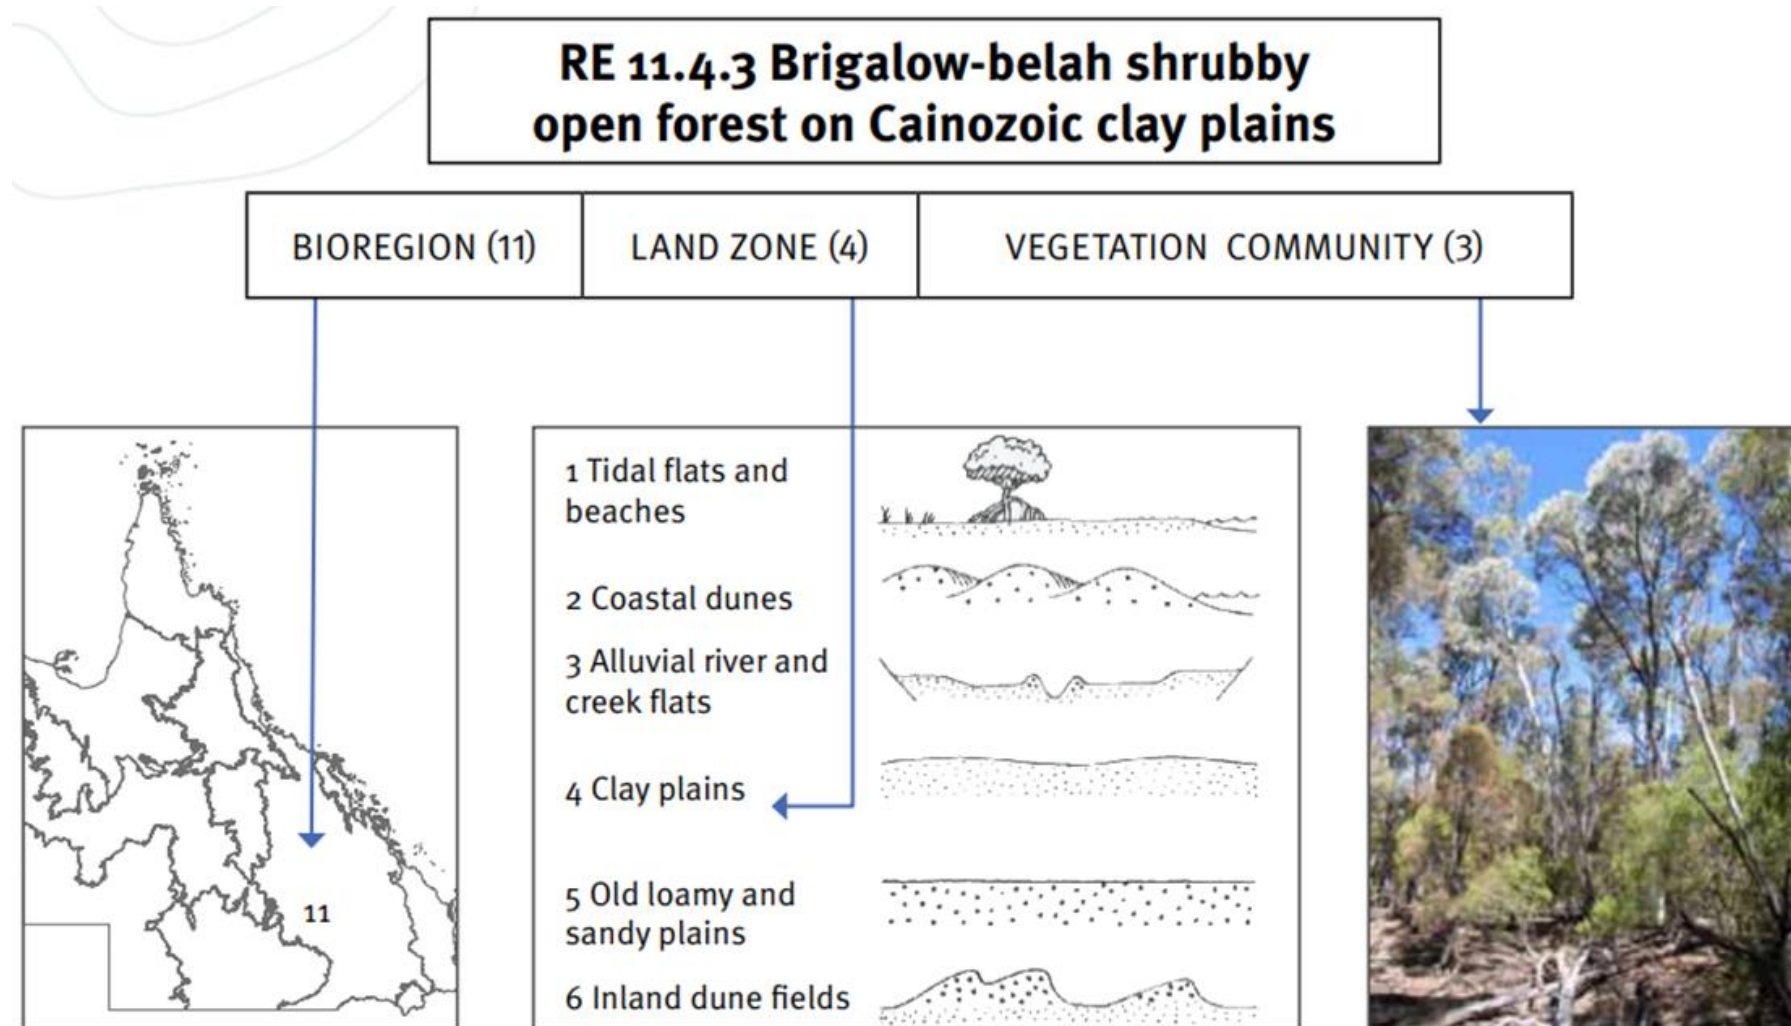 RE 11.4.3 Brigalow-belah shrubby
open forest on Cainozoic clay plains
BIOREGION (11)
LAND ZONE (4)
VEGETATION COMMUNITY (3)
11
1 Tidal flats and
beaches
2 Coastal dunes
3 Alluvial river and
creek flats
4 Clay plains
5 Old loamy and
sandy plains
6 Inland dune fields